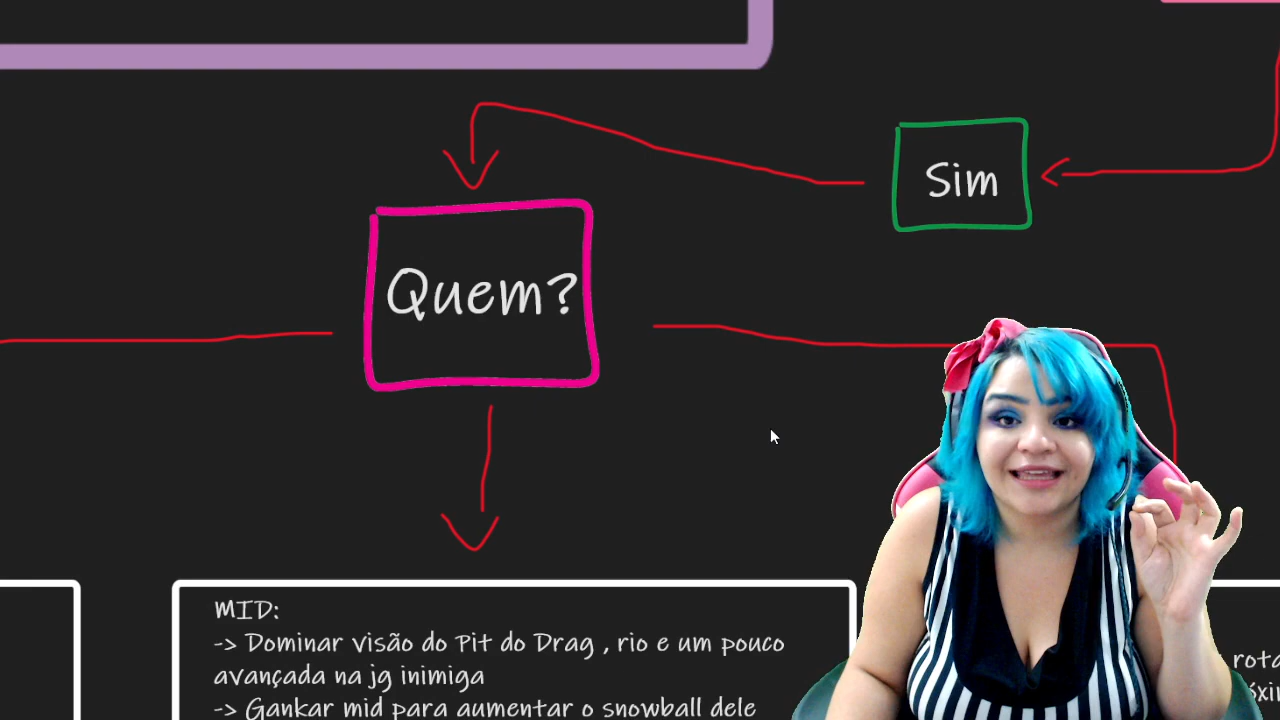 Sim
Quem?
MID:
-> Dominar visão do Pit do Drag , rio e um pouco
avançada na jg inimiga
-> Gankar mid para aumentar o snowball dele
rota